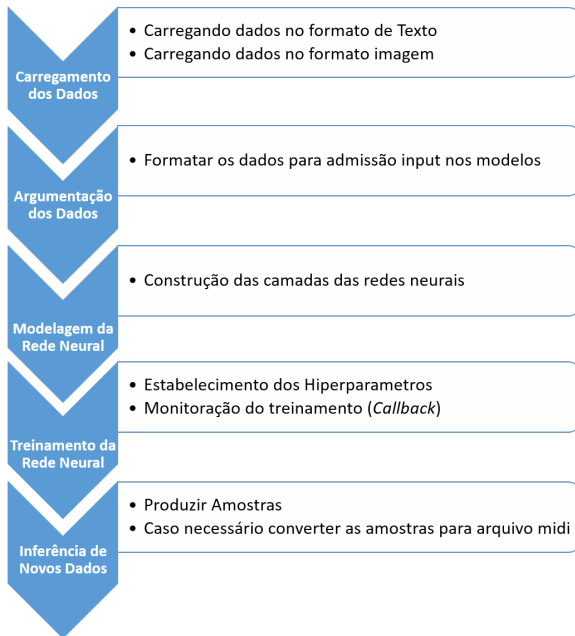 Carregamento
dos Dados
• Carregando dados no formato de Texto
• Carregando dados no formato imagem
Argumentação
dos Dados
• Formatar os dados para admissão input nos modelos
Modelagem da
Rede Neural
• Construção das camadas das redes neurais
Treinamento da
Rede Neural
• Estabelecimento dos Hiperparametros
• Monitoração do treinamento (Callback)
Inferência de
Novos Dados
• Produzir Amostras
• Caso necessário converter as amostras para arquivo midi